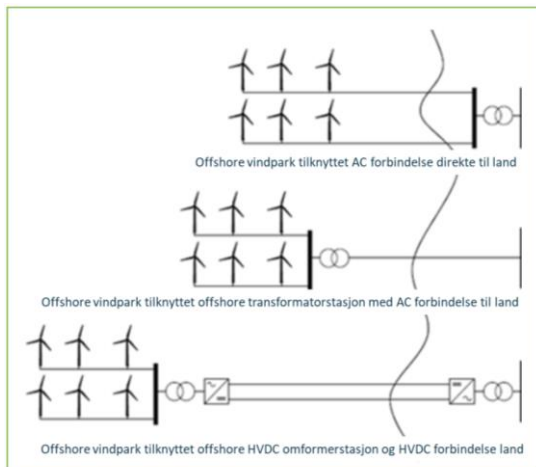 Offshore vindpark tilknyttet AC forbindelse direkte til land
Offshore vindpark tilknyttet offshore transformatorstasjon med AC forbindelse til land
Offshore vindpark tilknyttet offshore HVDC omformerstasjon og HVDC forbindelse land